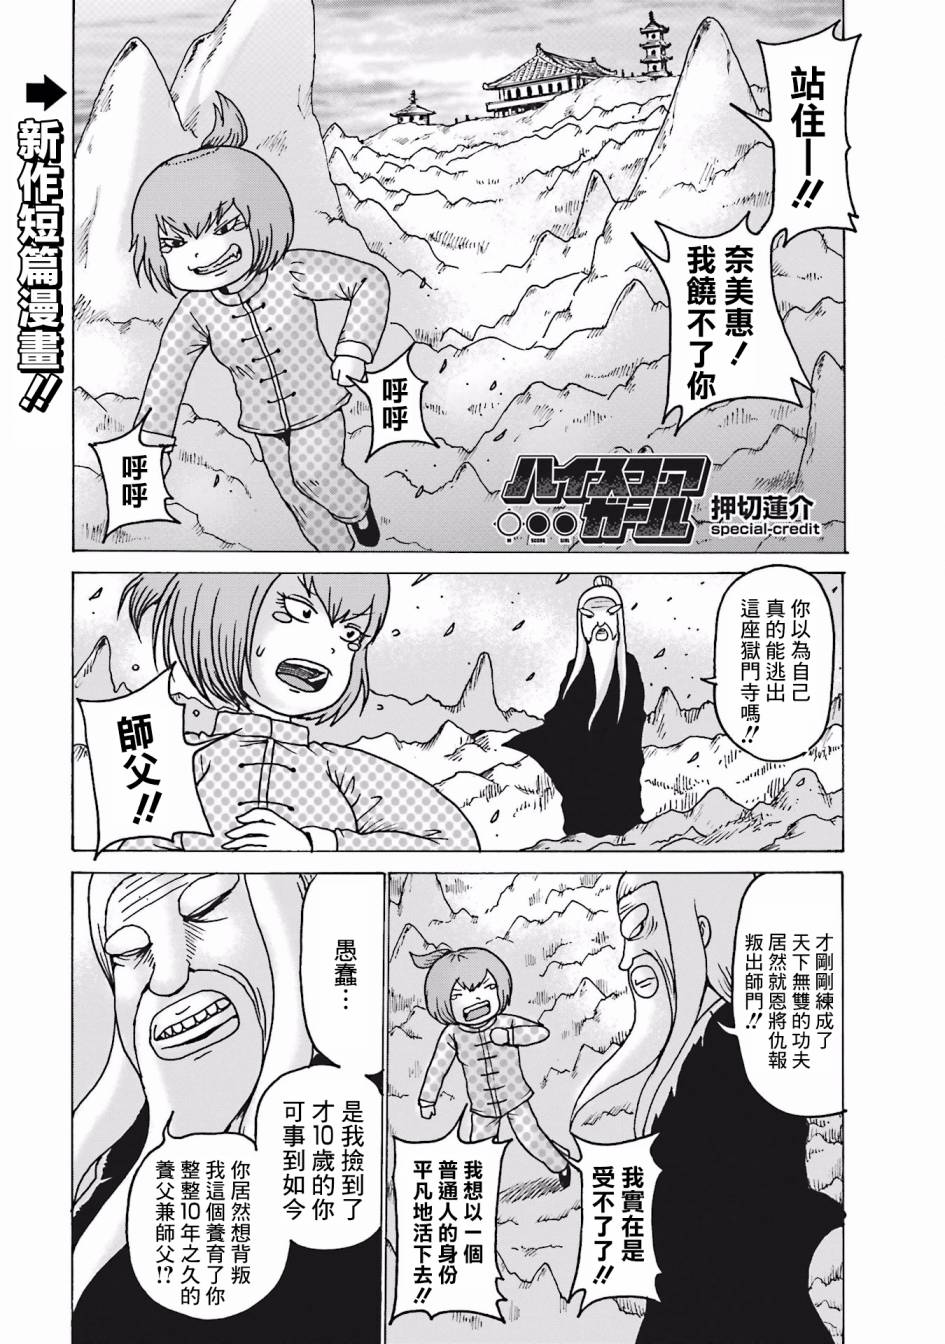 新作短篇漫畫!!
站住—!!
奈美惠！
我饒不了你
呼呼
呼呼
ハイスコアガール
HI SCORE GIRL
押切蓮介
special-credit
你以為自己
真的能逃出
這座獄門寺嗎!!
師父!!
才剛剛練成了
天下無雙的功夫
居然就恩將仇報
叛出師門!!
我實在是
受不了了!!
我想以一個
普通人的身份
平凡地活下去!!
愚蠢…
是我撿到了
才10歲的你
可事到如今
你居然想背叛
我這個養育了你
整整10年之久的
養父兼師父!?